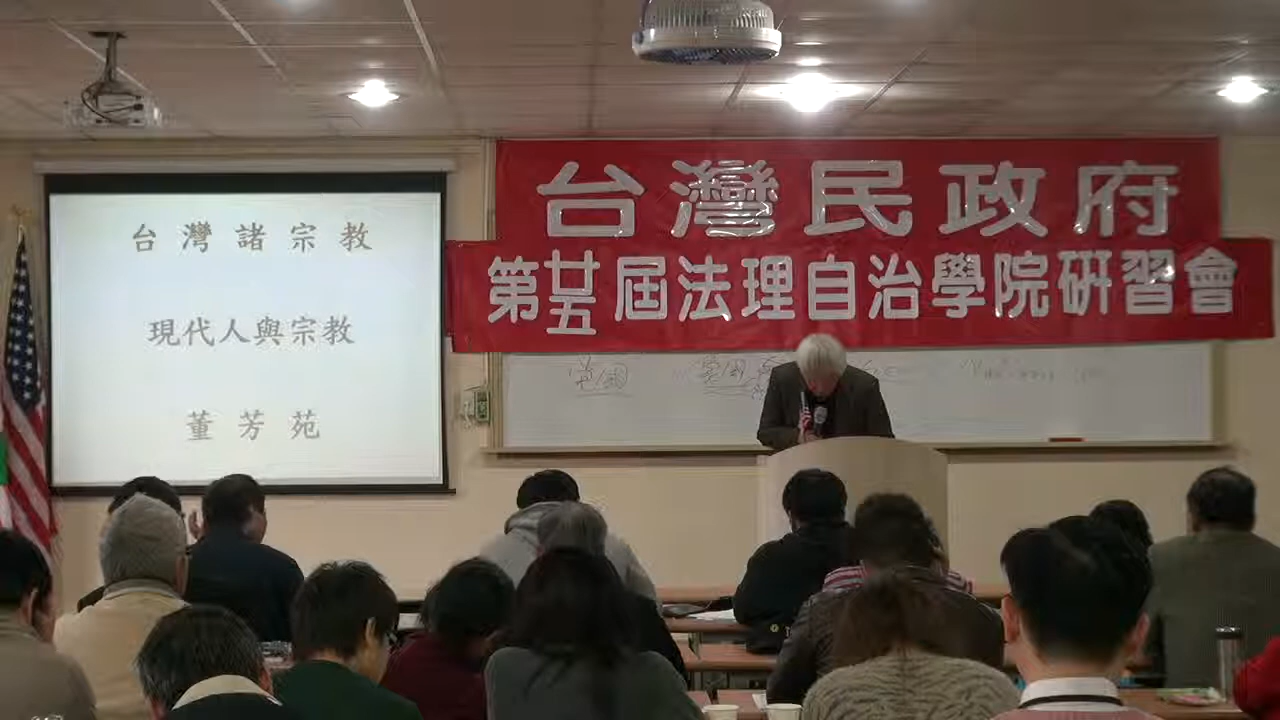 台灣民政府
第廿五屆法理自治學院研習會
台灣諸宗教
現代人與宗教
董芳苑